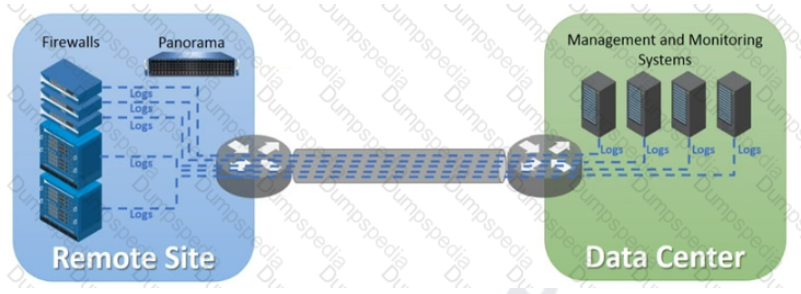 Firewalls
Panorama
Logs
Logs
Logs
Logs
Logs
Remote Site
Management and Monitoring
Systems
Logs
Logs
Logs
Logs
Data Center
Dumpspedia